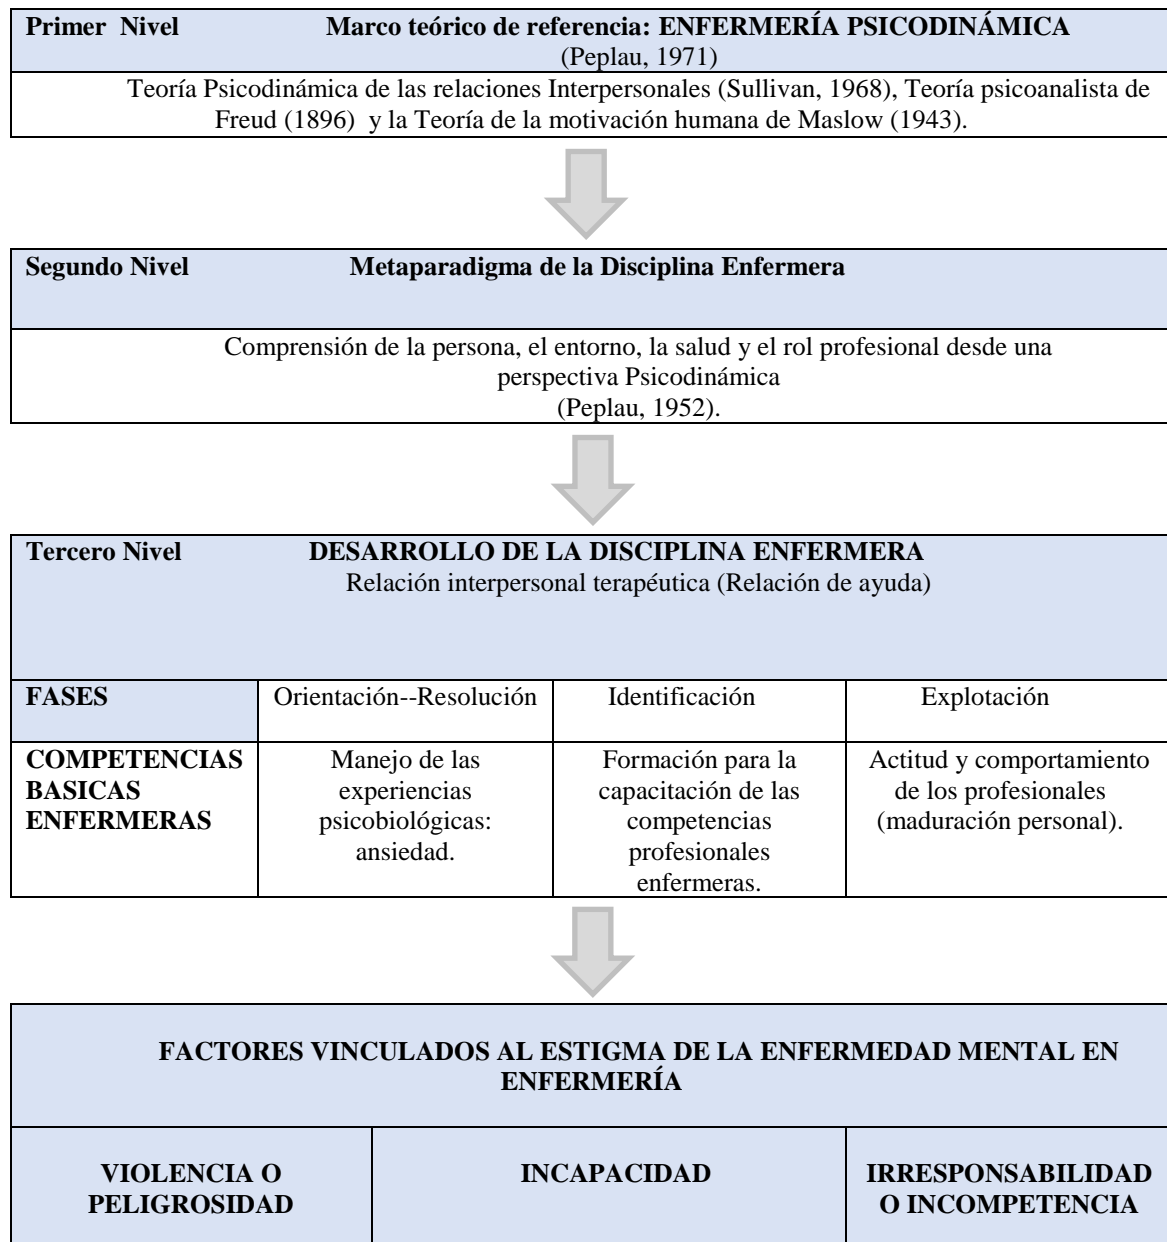 Primer Nivel Marco teórico de referencia: ENFERMERÍA PSICODINÁMICA
(Peplau, 1971)
Teoría Psicodinámica de las relaciones Interpersonales (Sullivan, 1968), Teoría psicoanalista de
Freud (1896) y la Teoría de la motivación humana de Maslow (1943).
Segundo Nivel Metaparadigma de la Disciplina Enfermera
Comprensión de la persona, el entorno, la salud y el rol profesional desde una
perspectiva Psicodinámica
(Peplau, 1952).
Tercero Nivel DESARROLLO DE LA DISCIPLINA ENFERMERA
Relación interpersonal terapéutica (Relación de ayuda)
FASES
Orientación--Resolución
Identificación
Explotación
COMPETENCIAS
BASICAS
ENFERMERAS
Manejo de las
experiencias
psicobiológicas:
ansiedad.
Formación para la
capacitación de las
competencias
profesionales
enfermeras.
Actitud y comportamiento
de los profesionales
(maduración personal).
FACTORES VINCULADOS AL ESTIGMA DE LA ENFERMEDAD MENTAL EN
ENFERMERÍA
VIOLENCIA O
PELIGROSIDAD
INCAPACIDAD
IRRESPONSABILIDAD
O INCOMPETENCIA